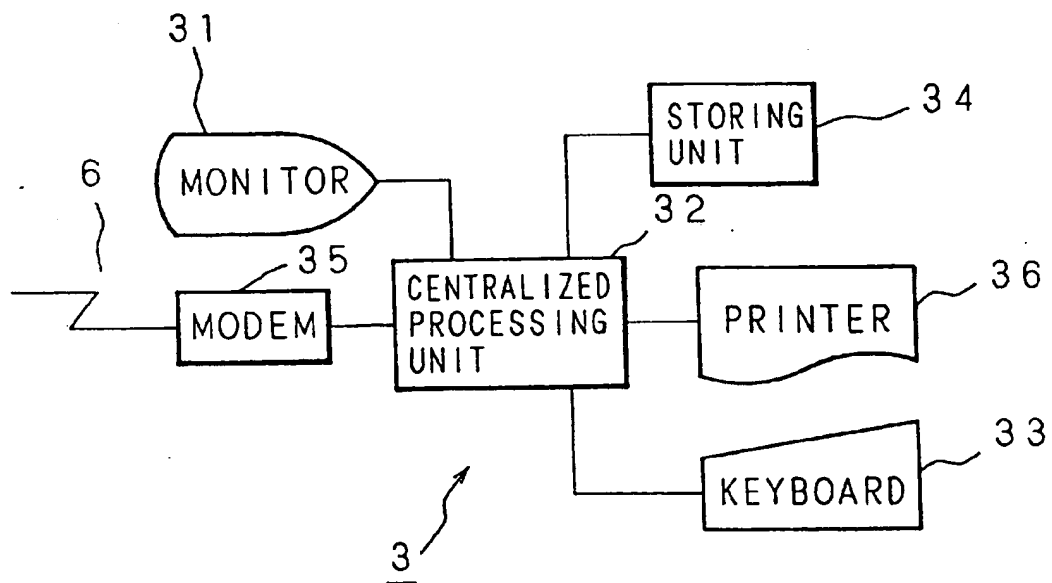 31
MONITOR
6
35
MODEM
STORING
UNIT
34
32
CENTRALIZED
PROCESSING
UNIT
PRINTER
36
KEYBOARD
33
3